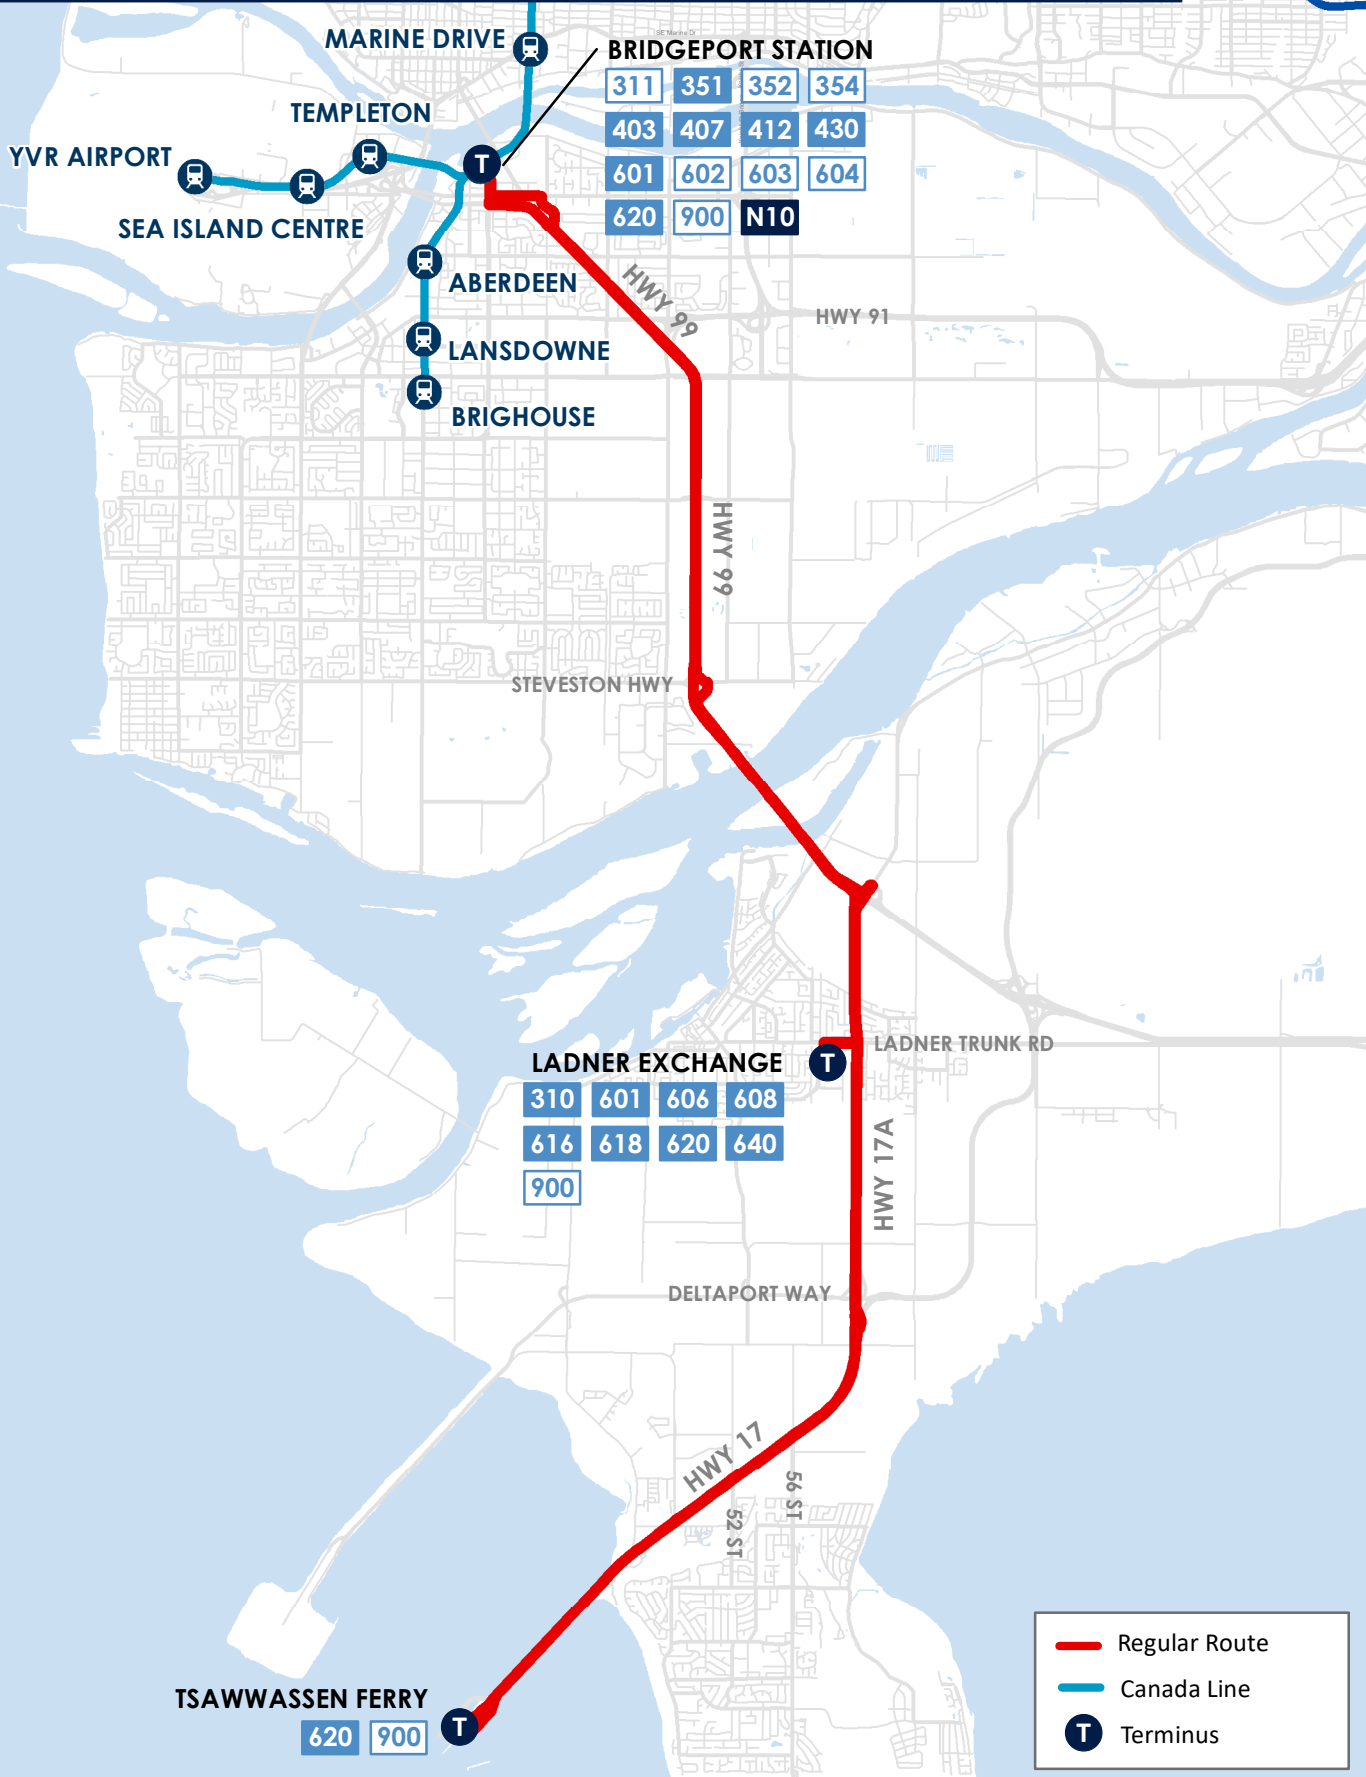 SE Marine Dr
MARINE DRIVE
BRIDGEPORT STATION
311 351 352 354
403 407 412 430
601 602 603 604
620 900 N10
TEMPLETON
YVR AIRPORT
T
SEA ISLAND CENTRE
ABERDEEN
HWY 99
HWY 91
LANSDOWNE
BRIGHOUSE
HWY 99
STEVESTON HWY
LADNER TRUNK RD
LADNER EXCHANGE
T
310 601 606 608
616 618 620 640
900
HWY 17A
DELTAPORT WAY
HWY 17
56 ST
52 ST
TSAWWASSEN FERRY
620 900
T
Regular Route
Canada Line
T Terminus